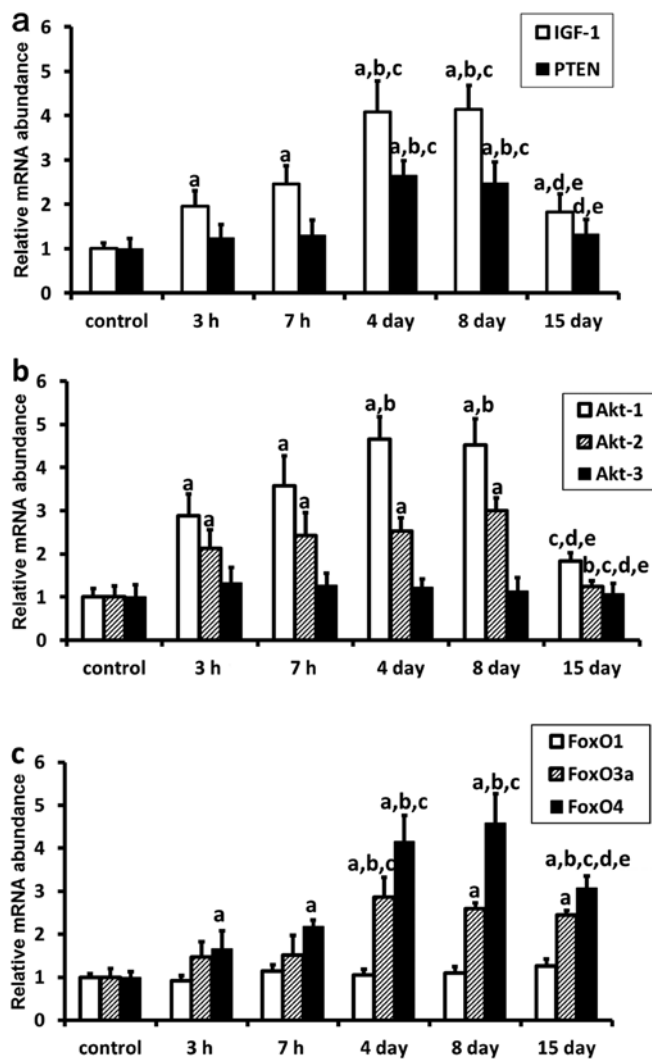 a
IGF-1
PTEN
Relative mRNA abundance
6
5
4
3
2
1
0
a
a
a,b,c
a,b,c
a,b,c
a,b,c
a,d,e
d,e
control 3 h 7 h 4 day 8 day 15 day
b
Akt-1
Akt-2
Akt-3
Relative mRNA abundance
6
5
4
3
2
1
0
a
a
a
a
a,b
a
a,b
a
c,d,e
b,c,d,e
control 3 h 7 h 4 day 8 day 15 day
c
FoxO1
FoxO3a
FoxO4
Relative mRNA abundance
6
5
4
3
2
1
0
a
a
a,b,c
a,b,c
a
a,b,c
a
a,b,c,d,e
control 3 h 7 h 4 day 8 day 15 day